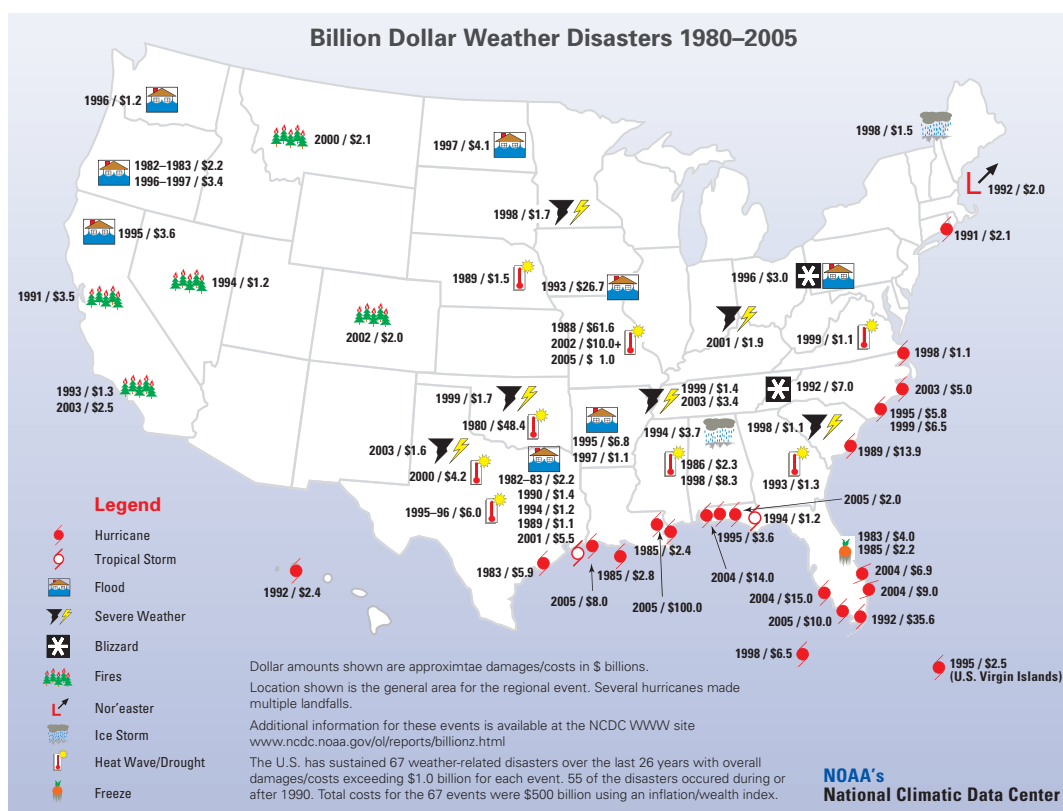 Billion Dollar Weather Disasters 1980–2005
1996 / $1.2
2000 / $2.1
1997 / $4.1
1998 / $1.5
1982–1983 / $2.2
1996–1997 / $3.4
1992 / $2.0
1998 / $1.7
1995 / $3.6
1991 / $2.1
1994 / $1.2
1989 / $1.5
1993 / $26.7
1996 / $3.0
1991 / $3.5
2002 / $2.0
1988 / $61.6
2002 / $10.0+
2005 / $ 1.0
2001 / $1.9
1999 / $1.1
1998 / $1.1
1993 / $1.3
2003 / $2.5
1999 / $1.7
1980 / $48.4
1999 / $1.4
2003 / $3.4
1992 / $7.0
2003 / $5.0
1995 / $5.8
1999 / $6.5
1995 / $6.8
1997 / $1.1
1994 / $3.7
1998 / $1.1
1989 / $13.9
2003 / $1.6
2000 / $4.2
1986 / $2.3
1998 / $8.3
1993 / $1.3
1982–83 / $2.2
1990 / $1.4
1994 / $1.2
1989 / $1.1
2001 / $5.5
1995–96 / $6.0
2005 / $2.0
1994 / $1.2
1995 / $3.6
1983 / $4.0
1985 / $2.2
1985 / $2.4
1983 / $5.9
1985 / $2.8
2004 / $14.0
2004 / $6.9
2004 / $9.0
2004 / $15.0
2005 / $8.0
2005 / $100.0
2005 / $10.0
1992 / $35.6
1992 / $2.4
1998 / $6.5
1995 / $2.5
(U.S. Virgin Islands)
Legend
Hurricane
Tropical Storm
Flood
Severe Weather
Blizzard
Fires
L
Nor'easter
Ice Storm
Heat Wave/Drought
Freeze
L
Dollar amounts shown are approximtae damages/costs in $ billions.
Location shown is the general area for the regional event. Several hurricanes made
multiple landfalls.
Additional information for these events is available at the NCDC WWW site
www.ncdc.noaa.gov/ol/reports/billionz.html
The U.S. has sustained 67 weather-related disasters over the last 26 years with overall
damages/costs exceeding $1.0 billion for each event. 55 of the disasters occured during or
after 1990. Total costs for the 67 events were $500 billion using an inflation/wealth index.
NOAA's
National Climatic Data Center